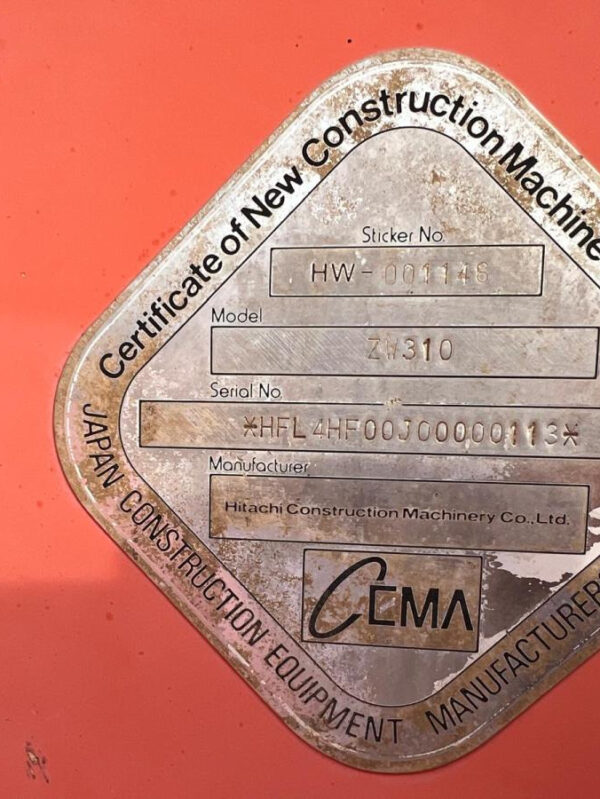 Certificate of New Construction Machine
Sticker No.
HW-001148
Model
ZW310
Serial No.
*HFL4HF00J00000113*
Manufacturer
Hitachi Construction Machinery Co.,Ltd.
CEMA
JAPAN CONSTRUCTION EQUIPMENT MANUFACTURERS